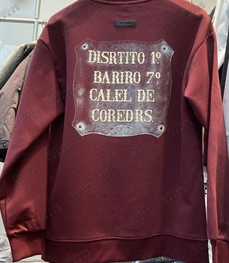 DISRTITO 1º
BARIRO 7º
CALEL DE
COREDRS.